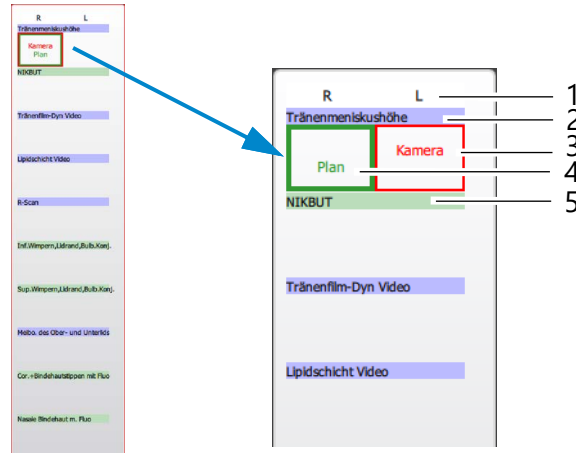 R L
Tränenmeniskushöhe
Kamera
Plan
NIKBUT
Tränenfilm-Dyn Video
Lipidschicht Video
R-Scan
Inf.Wimpern,Lidrand,Bulb.Konj.
Sup.Wimpern,Lidrand,Bulb.Konj.
Meibo. des Ober- und Unterlids
Cor.+Bindehautstippen mit Fluo
Nasale Bindehaut m. Fluo
R L
Tränenmeniskushöhe
Kamera
Plan
NIKBUT
Tränenfilm-Dyn Video
Lipidschicht Video
1
2
3
4
5